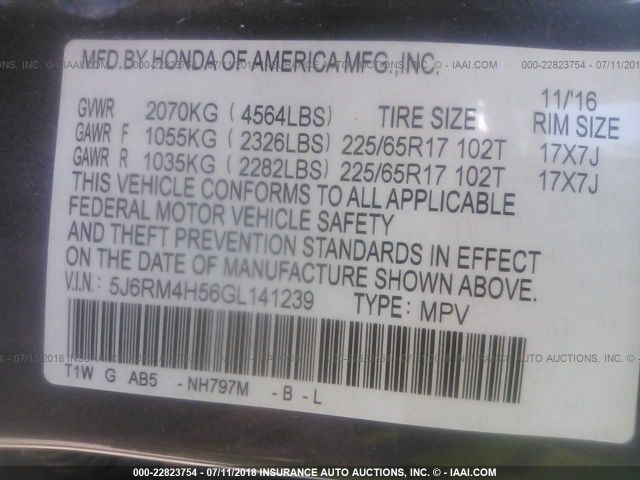 MFD. BY HONDA OF AMERICA MFG., INC.
11/'16
GVWR 2070KG (4564LBS) TIRE SIZE RIM SIZE
GAWR F 1055KG (2326LBS) 225/65R17 102T 17X7J
GAWR R 1035KG (2282LBS) 225/65R17 102T 17X7J
THIS VEHICLE CONFORMS TO ALL APPLICABLE
FEDERAL MOTOR VEHICLE SAFETY
AND THEFT PREVENTION STANDARDS IN EFFECT
ON THE DATE OF MANUFACTURE SHOWN ABOVE.
V.I.N.: 5J6RM4H56GL141239 TYPE: MPV
T1W G AB5 -NH797M -B-L
000-22823754 - 07/11/2018 INSURANCE AUTO AUCTIONS, INC. - IAAI.COM